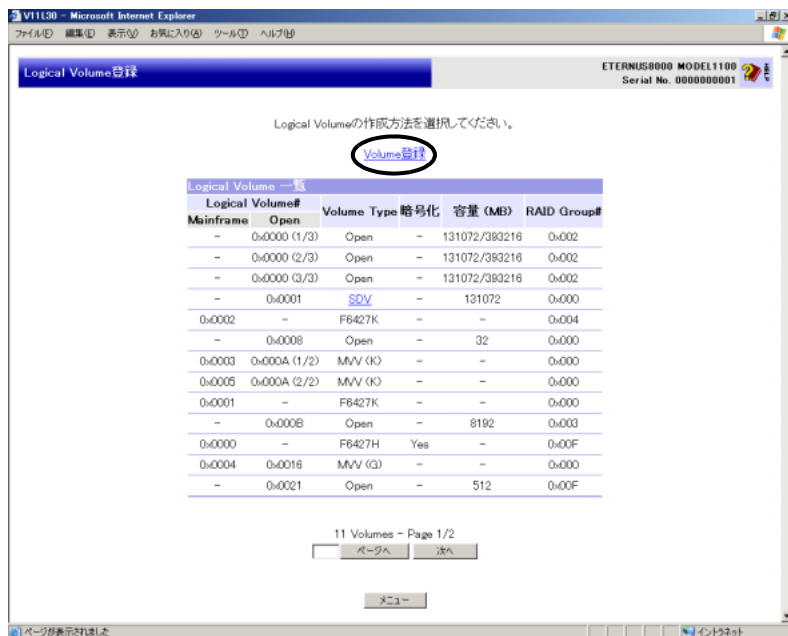 V11L30 - Microsoft Internet Explorer
ファイル(F) 編集(E) 表示(V) お気に入り(A) ツール(T) ヘルプ(H)
Logical Volume登録
ETERNUS8000 MODEL1100
Serial No. 0000000001
Logical Volumeの作成方法を選択してください。
Volume登録
Logical Volume 一覧
Logical Volume# Volume Type 暗号化 容量 (MB) RAID Group#
Mainframe Open
- 0x0000 (1/3) Open - 131072/393216 0x002
- 0x0000 (2/3) Open - 131072/393216 0x002
- 0x0000 (3/3) Open - 131072/393216 0x002
- 0x0001 SDV - 131072 0x000
0x0002 - F6427K - - 0x004
- 0x0008 Open - 32 0x000
0x0003 0x000A (1/2) MVV (K) - - 0x000
0x0005 0x000A (2/2) MVV (K) - - 0x000
0x0001 - F6427K - - 0x000
- 0x000B Open - 8192 0x003
0x0000 - F6427H Yes - 0x00F
0x0004 0x0016 MVV (G) - - 0x000
- 0x0021 Open - 512 0x00F
11 Volumes - Page 1/2
ページへ 次へ
メニュー
ページが表示されました イントラネット